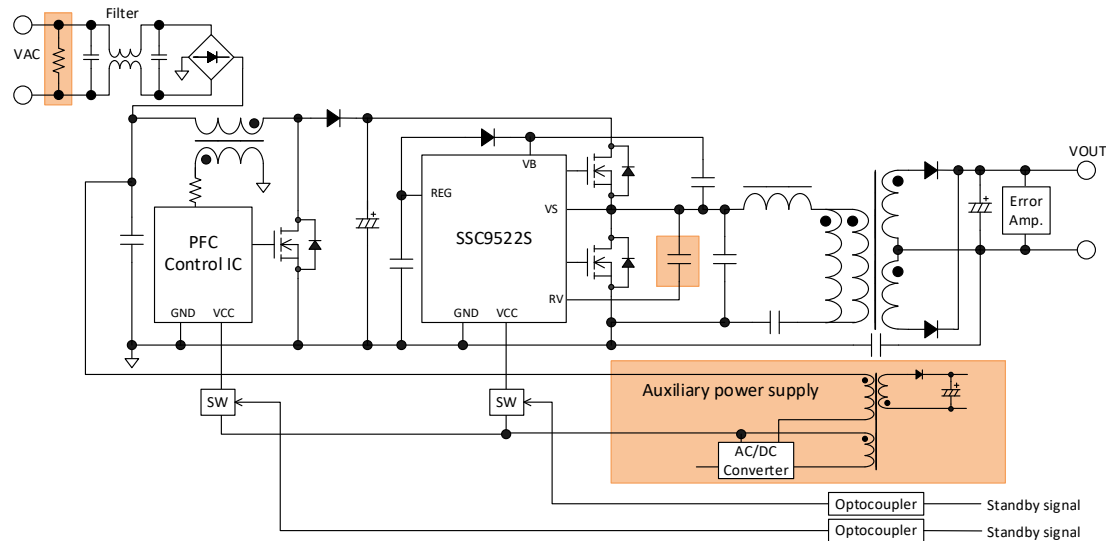 Filter
VAC
VB
REG
VS
SSC9522S
RV
GND
VCC
PFC
Control IC
GND
VCC
VOUT
Error
Amp.
SW
SW
Auxiliary power supply
AC/DC
Converter
Optocoupler
Standby signal
Optocoupler
Standby signal